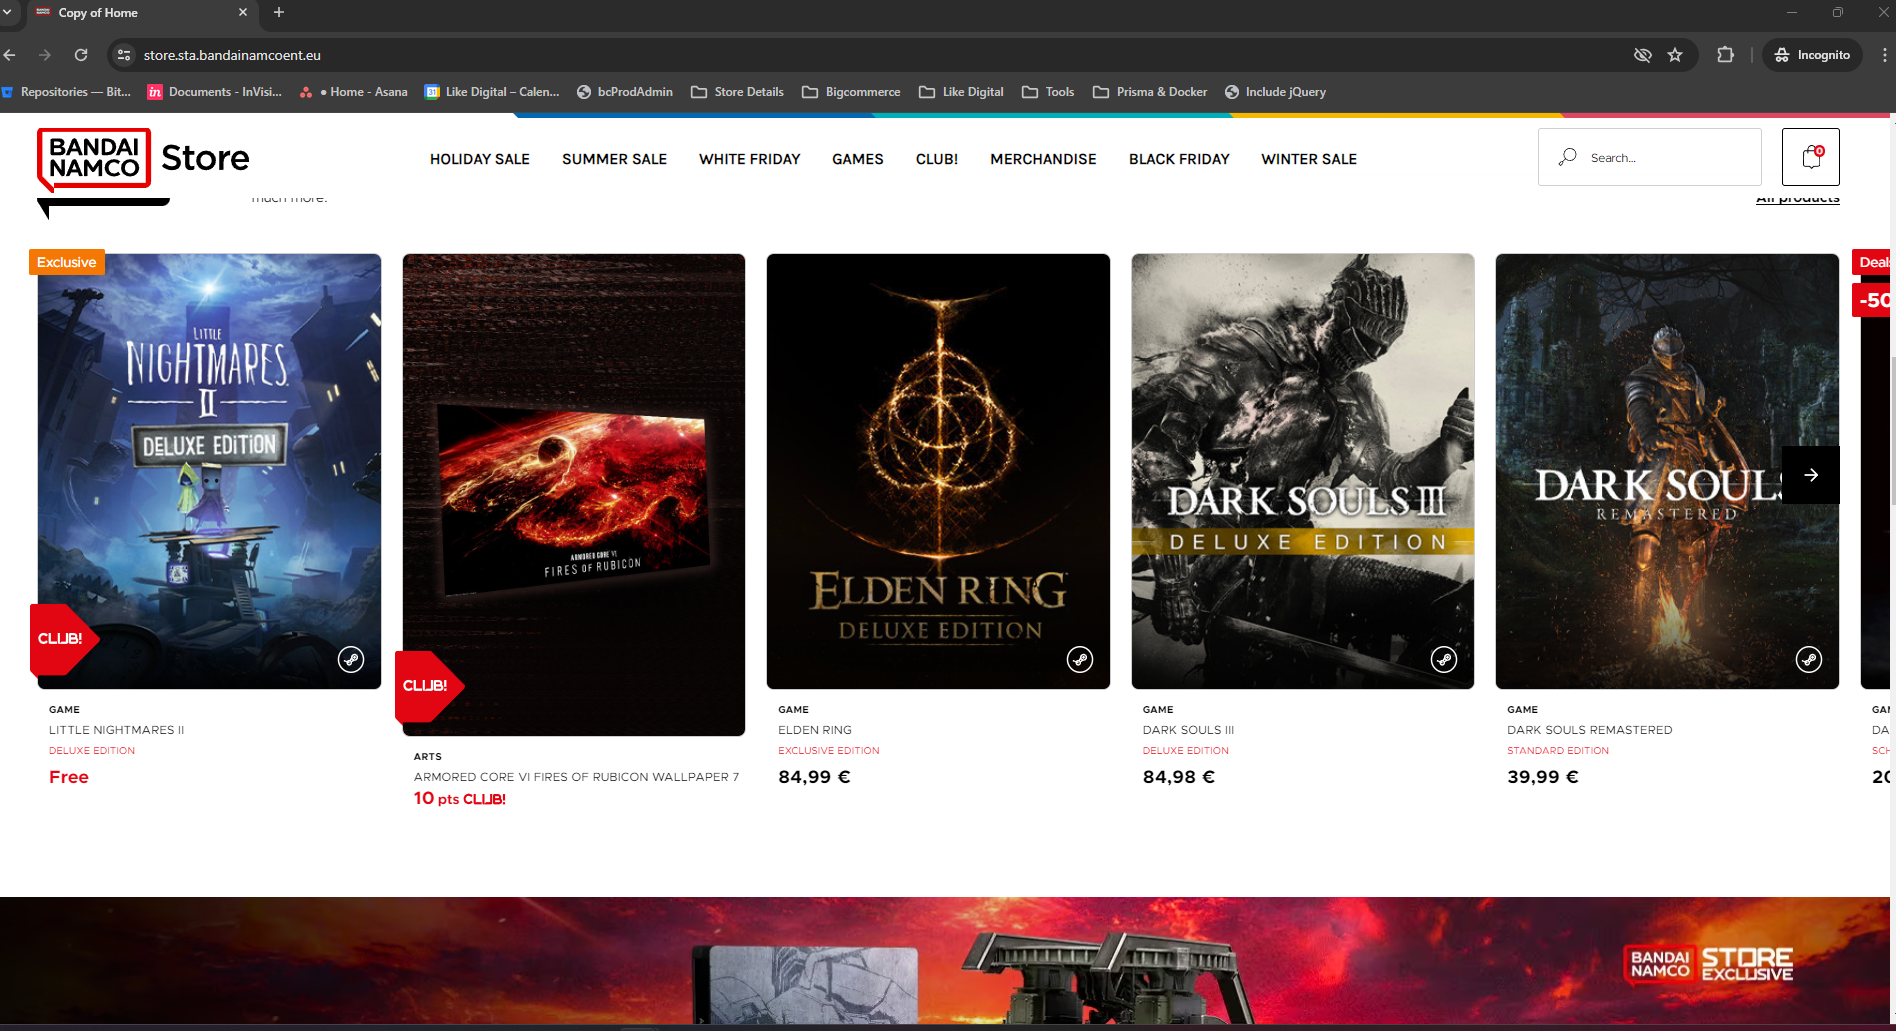 Copy of Home
store.sta.bandainamcoent.eu
Incognito
Repositories — Bit...
in
Documents - InVisi...
• Home - Asana
31
Like Digital – Calen...
bcProdAdmin
Store Details
Bigcommerce
Like Digital
Tools
Prisma & Docker
Include jQuery
BANDAI
NAMCO
Store
HOLIDAY SALE
SUMMER SALE
WHITE FRIDAY
GAMES
CLUB!
MERCHANDISE
BLACK FRIDAY
WINTER SALE
Search...
0
much more.
All products
Exclusive
LITTLE
NIGHTMARES
II
DELUXE EDITION
CLUB!
GAME
LITTLE NIGHTMARES II
DELUXE EDITION
Free
ARMORED CORE VI
FIRES OF RUBICON
CLUB!
ARTS
ARMORED CORE VI FIRES OF RUBICON WALLPAPER 7
10 pts CLUB!
ELDEN RING
DELUXE EDITION
GAME
ELDEN RING
EXCLUSIVE EDITION
84,99 €
DARK SOULS III
DELUXE EDITION
GAME
DARK SOULS III
DELUXE EDITION
84,98 €
DARK SOULS
REMASTERED
GAME
DARK SOULS REMASTERED
STANDARD EDITION
39,99 €
Deal
-50
GA
DA
SCH
20
BANDAI
NAMCO
STORE
EXCLUSIVE